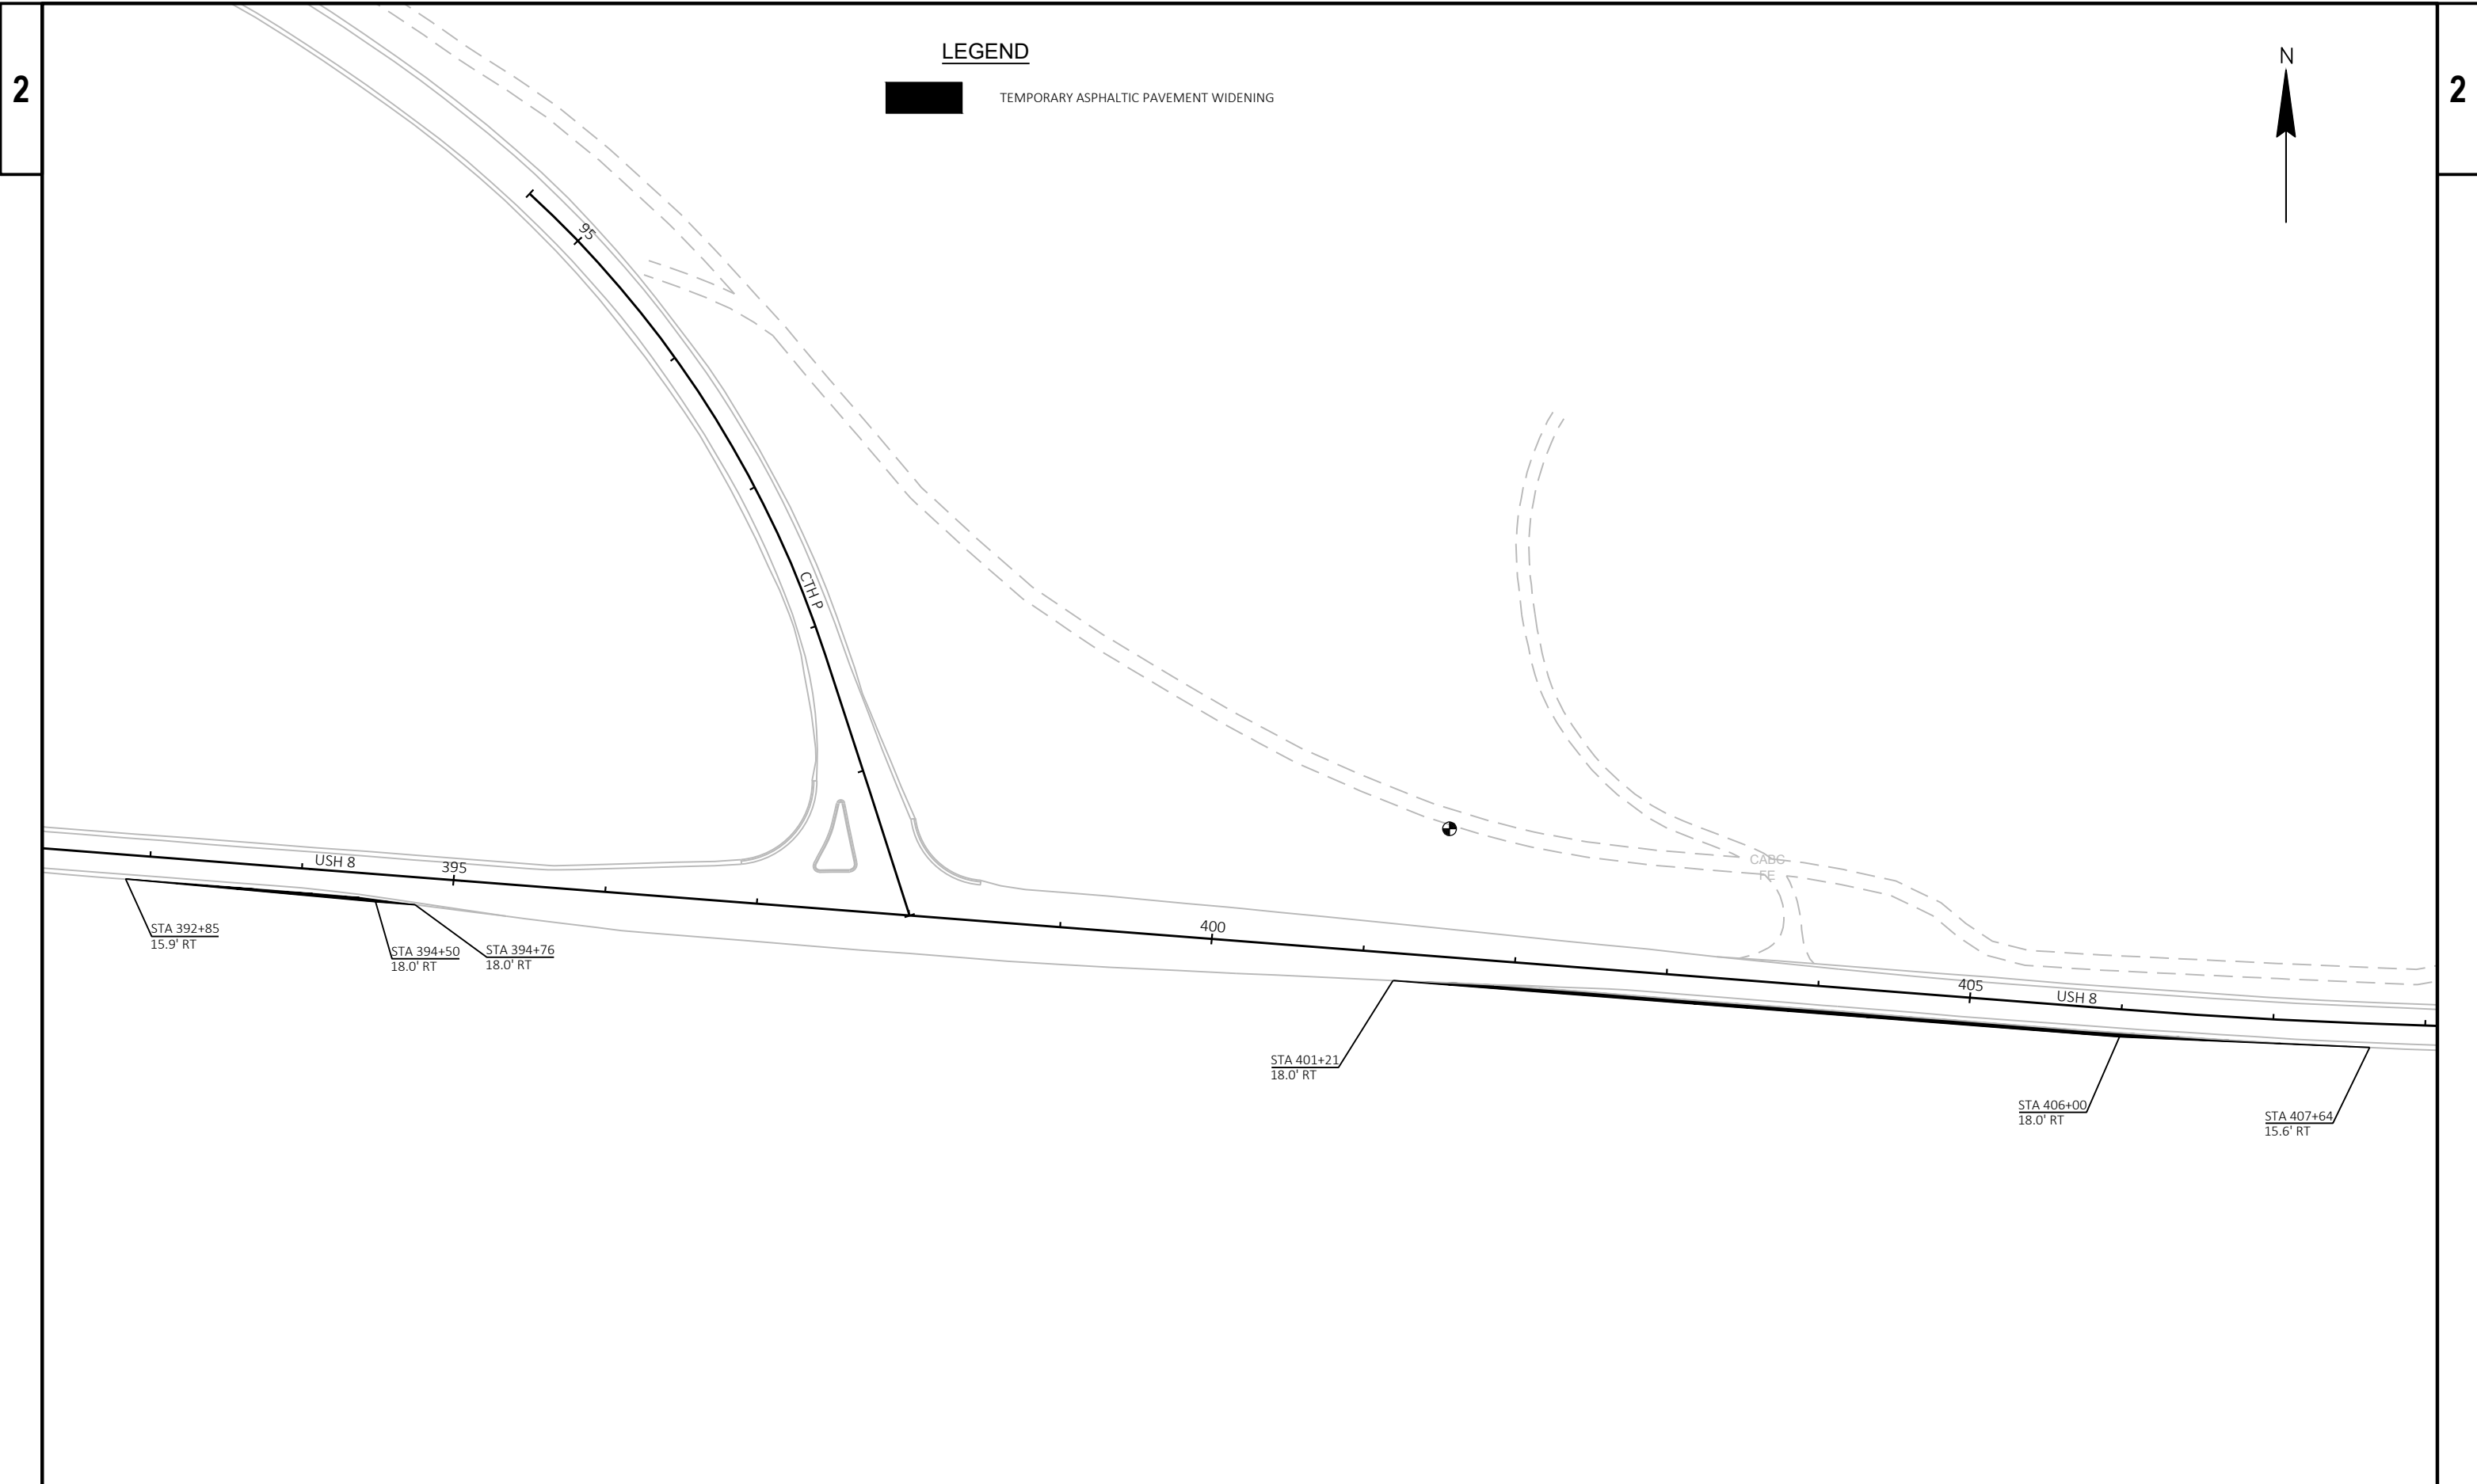 LEGEND
TEMPORARY ASPHALTIC PAVEMENT WIDENING
N
2
2
95
CTH P
USH 8
395
400
CABC
FE
405
USH 8
STA 392+85
15.9' RT
STA 394+50
18.0' RT
STA 394+76
18.0' RT
STA 401+21
18.0' RT
STA 406+00
18.0' RT
STA 407+64
15.6' RT